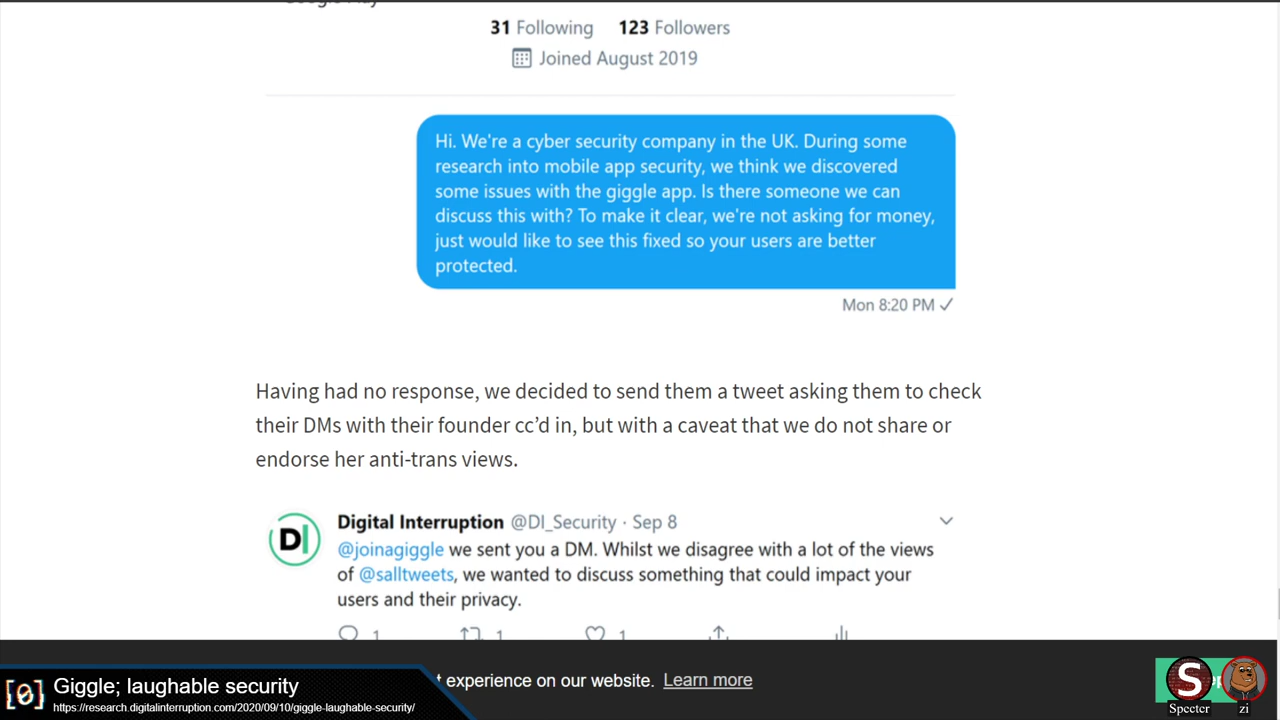 31 Following 123 Followers
Joined August 2019
Hi. We're a cyber security company in the UK. During some
research into mobile app security, we think we discovered
some issues with the giggle app. Is there someone we can
discuss this with? To make it clear, we're not asking for money,
just would like to see this fixed so your users are better
protected.
Mon 8:20 PM
Having had no response, we decided to send them a tweet asking them to check
their DMs with their founder cc’d in, but with a caveat that we do not share or
endorse her anti-trans views.
DI
Digital Interruption @DI_Security · Sep 8
@joinagiggle we sent you a DM. Whilst we disagree with a lot of the views
of @salltweets, we wanted to discuss something that could impact your
users and their privacy.
1 1 1
experience on our website. Learn more
[0]
Giggle; laughable security
https://research.digitalinterruption.com/2020/09/10/giggle-laughable-security/
S
Specter
zi